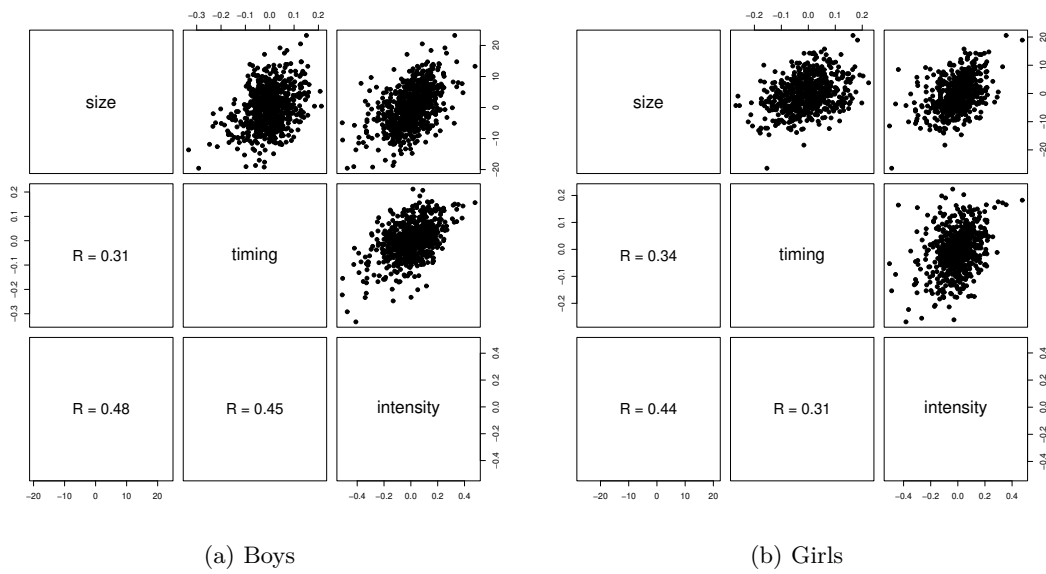 −0.3 −0.2 −0.1 0.0 0.1 0.2
size
−20 −10 0 10 20
−0.3 −0.2 −0.1 0.0 0.1 0.2
R = 0.31
timing
R = 0.48
R = 0.45
intensity
−0.4 −0.2 0.0 0.2 0.4
−20 −10 0 10 20
−0.4 −0.2 0.0 0.2 0.4
(a) Boys
−0.2 −0.1 0.0 0.1 0.2
size
−20 −10 0 10 20
−0.2 −0.1 0.0 0.1 0.2
R = 0.34
timing
R = 0.44
R = 0.31
intensity
−0.4 −0.2 0.0 0.2 0.4
−20 −10 0 10 20
−0.4 −0.2 0.0 0.2 0.4
(b) Girls